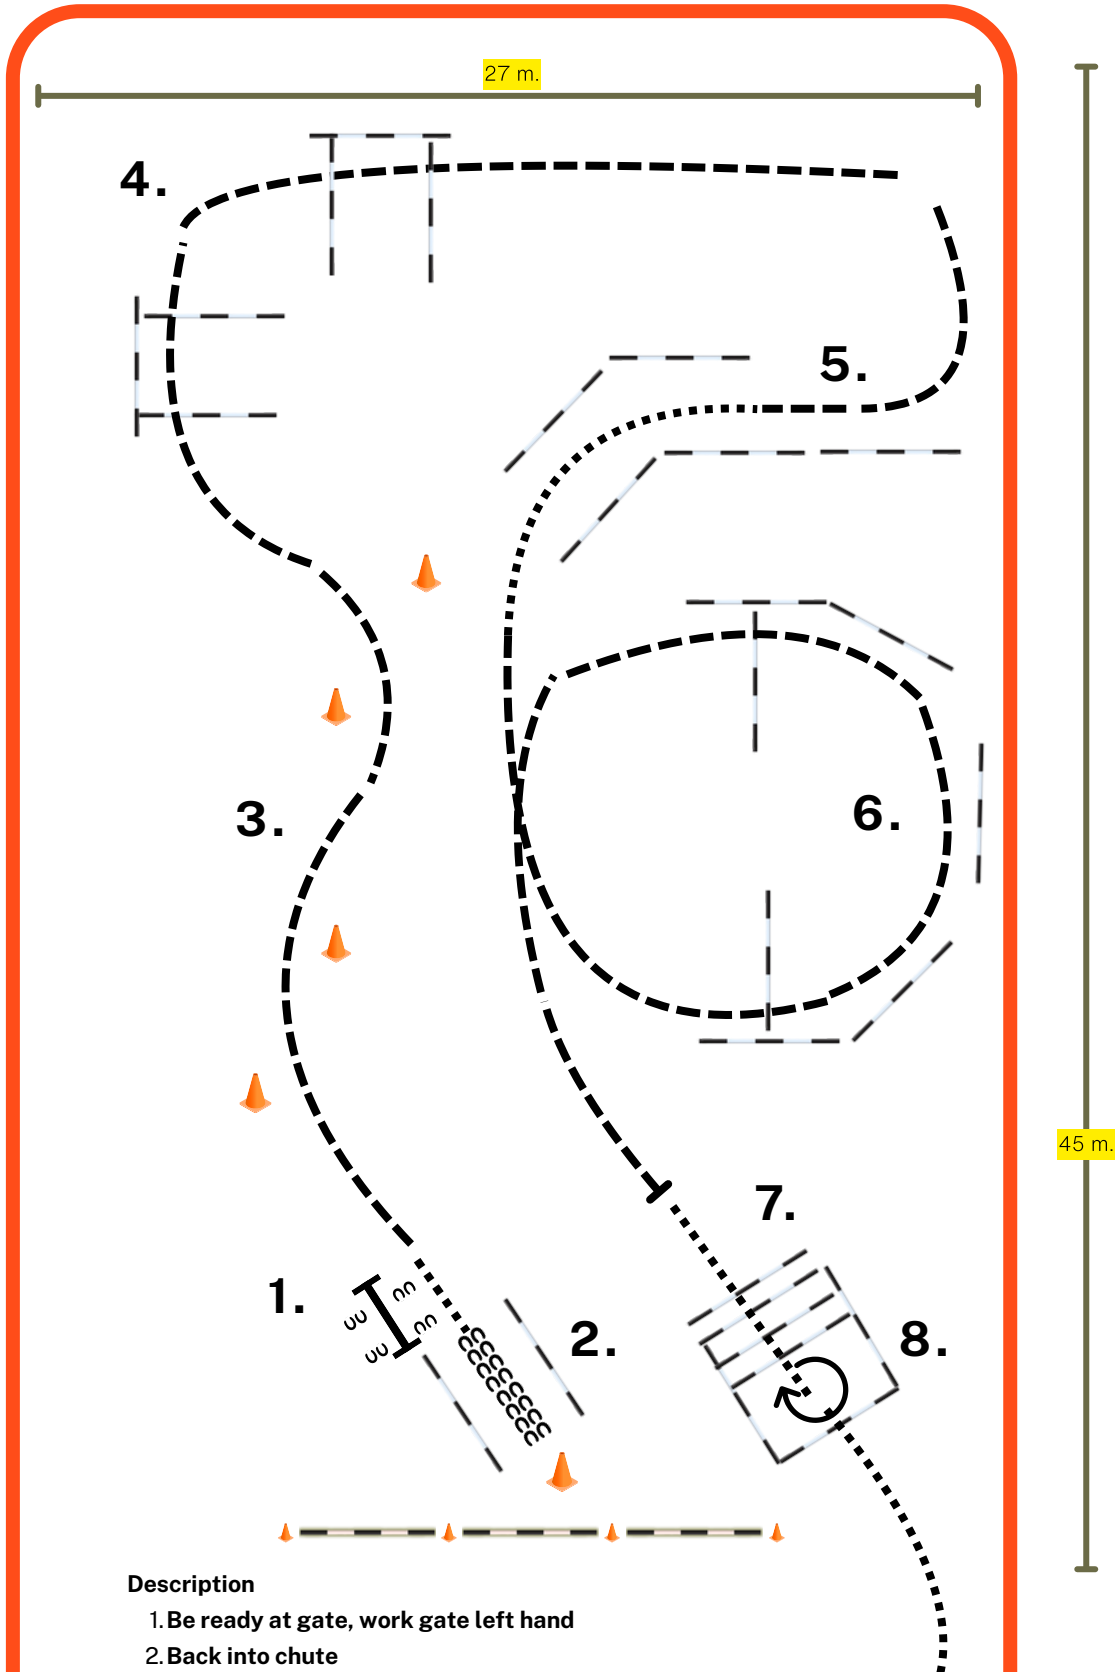 27 m.
4.
5.
6.
3.
45 m.
7.
1.
2.
8.
Description
1. Be ready at gate, work gate left hand
2. Back into chute